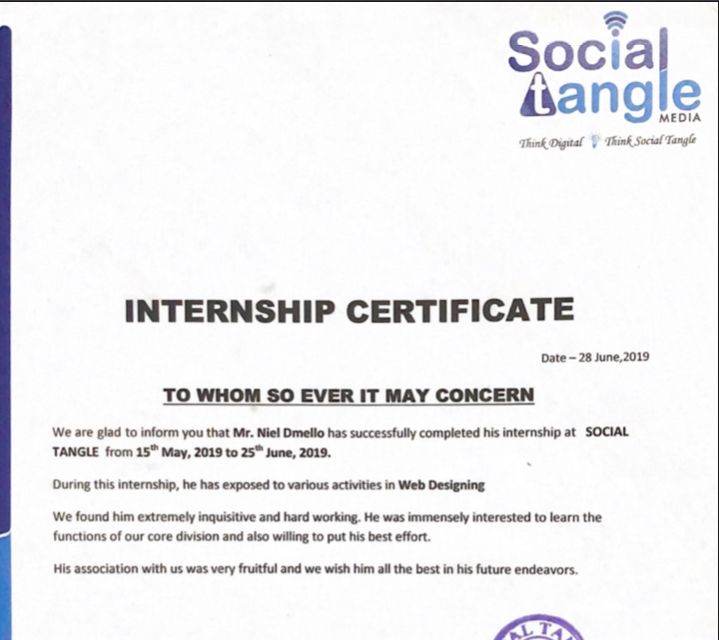 Social
tangle
MEDIA
Think Digital Think Social Tangle
INTERNSHIP CERTIFICATE
Date – 28 June,2019
TO WHOM SO EVER IT MAY CONCERN
We are glad to inform you that Mr. Niel Dmello has successfully completed his internship at SOCIAL
TANGLE from 15th May, 2019 to 25th June, 2019.
During this internship, he has exposed to various activities in Web Designing
We found him extremely inquisitive and hard working. He was immensely interested to learn the
functions of our core division and also willing to put his best effort.
His association with us was very fruitful and we wish him all the best in his future endeavors.